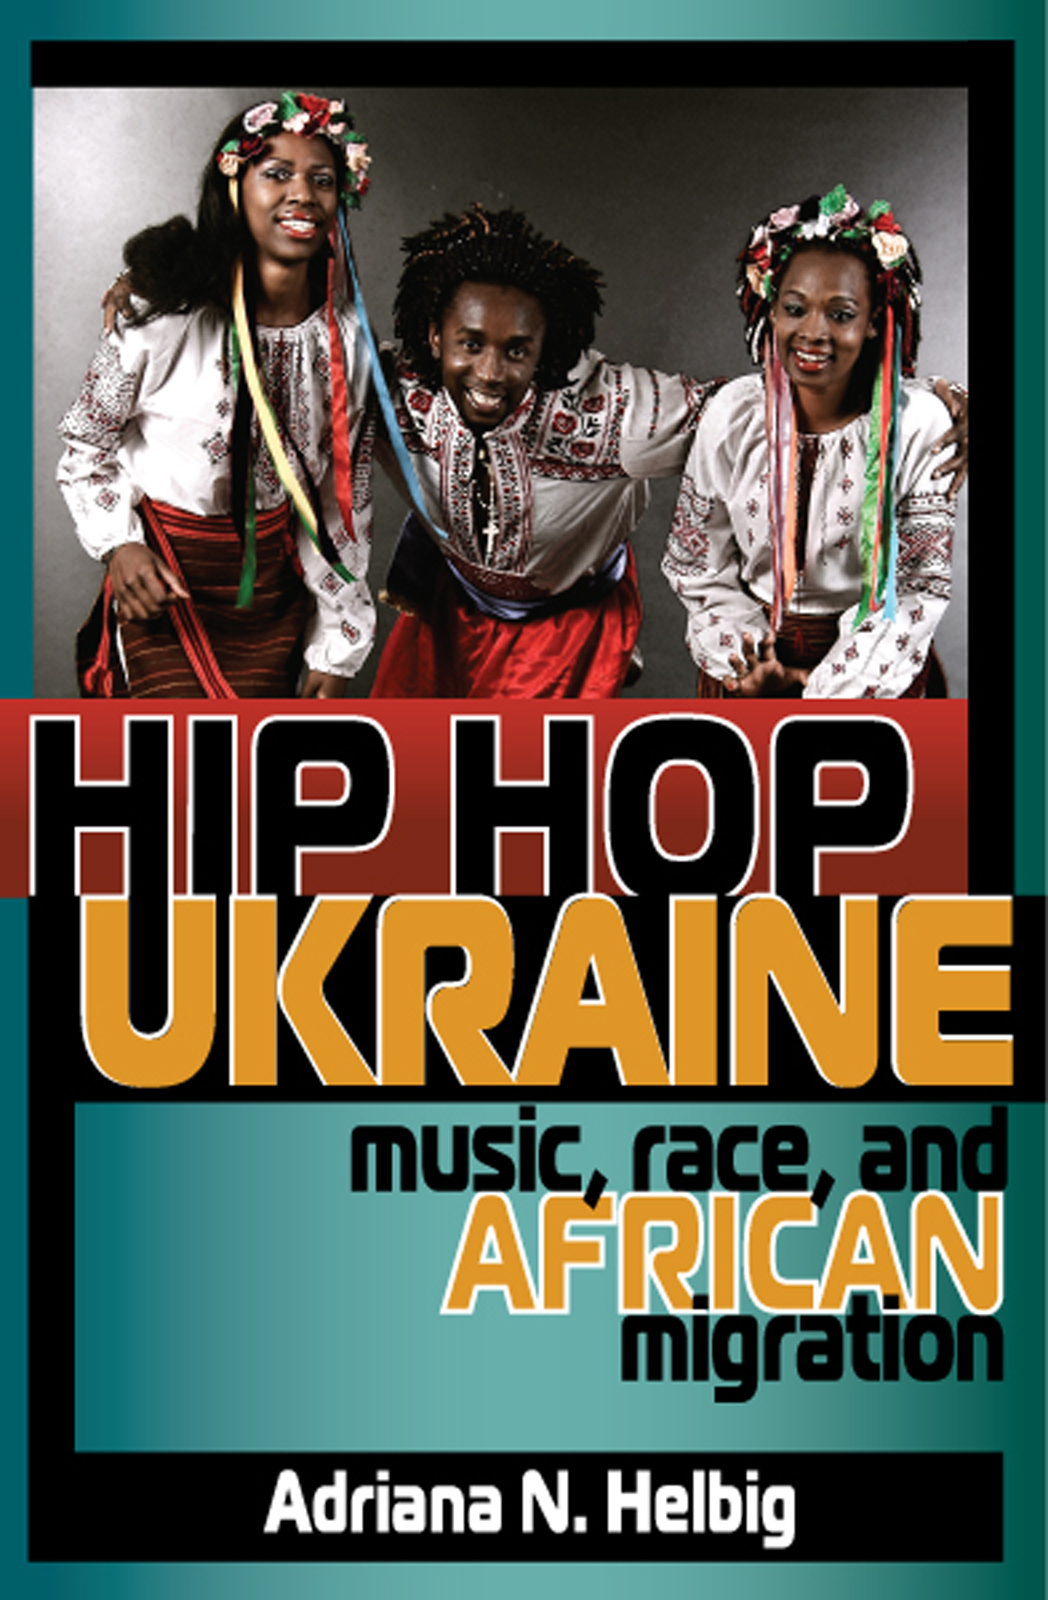 HIP HOP
UKRAINE
music, race, and
AFRICAN
migration
Adriana N. Helbig